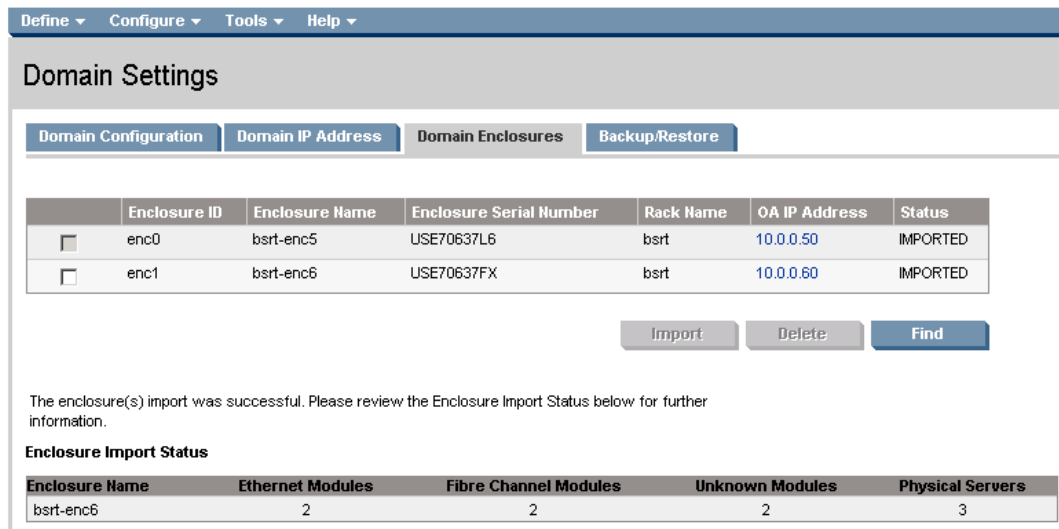 Define Configure Tools Help
Domain Settings
Domain Configuration Domain IP Address Domain Enclosures Backup/Restore
Enclosure ID Enclosure Name Enclosure Serial Number Rack Name OA IP Address Status
enc0 bsrt-enc5 USE70637L6 bsrt 10.0.0.50 IMPORTED
enc1 bsrt-enc6 USE70637FX bsrt 10.0.0.60 IMPORTED
Import Delete Find
The enclosure(s) import was successful. Please review the Enclosure Import Status below for further
information.
Enclosure Import Status
Enclosure Name Ethernet Modules Fibre Channel Modules Unknown Modules Physical Servers
bsrt-enc6 2 2 2 3